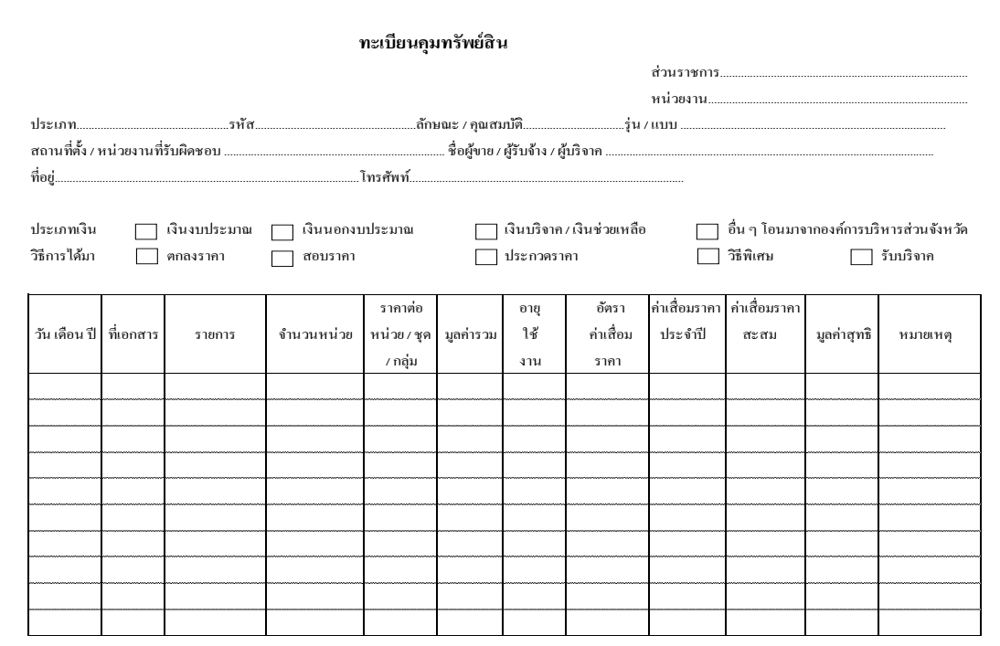 ทะเบียนคุมทรัพย์สิน
ส่วนราชการ....................................................................................
หน่วยงาน........................................................................................
ประเภท....................................................รหัส.......................................................ลักษณะ / คุณสมบัติ...................................รุ่น / แบบ ..........................................................................................
สถานที่ตั้ง / หน่วยงานที่รับผิดชอบ ........................................................................... ชื่อผู้ขาย / ผู้รับจ้าง / ผู้บริจาค ................................................................................................................
ที่อยู่........................................................................................................โทรศัพท์..............................................................................................
ประเภทเงิน เงินงบประมาณ เงินนอกงบประมาณ เงินบริจาค / เงินช่วยเหลือ อื่น ๆ โอนมาจากองค์การบริหารส่วนจังหวัด
วิธีการได้มา ตกลงราคา สอบราคา ประกวดราคา วิธีพิเศษ รับบริจาค
ราคาต่อ อายุ อัตรา ค่าเสื่อมราคา ค่าเสื่อมราคา
วัน เดือน ปี ที่เอกสาร รายการ จำนวนหน่วย หน่วย / ชุด มูลค่ารวม ใช้ ค่าเสื่อม ประจำปี สะสม มูลค่าสุทธิ หมายเหตุ
/ กลุ่ม งาน ราคา